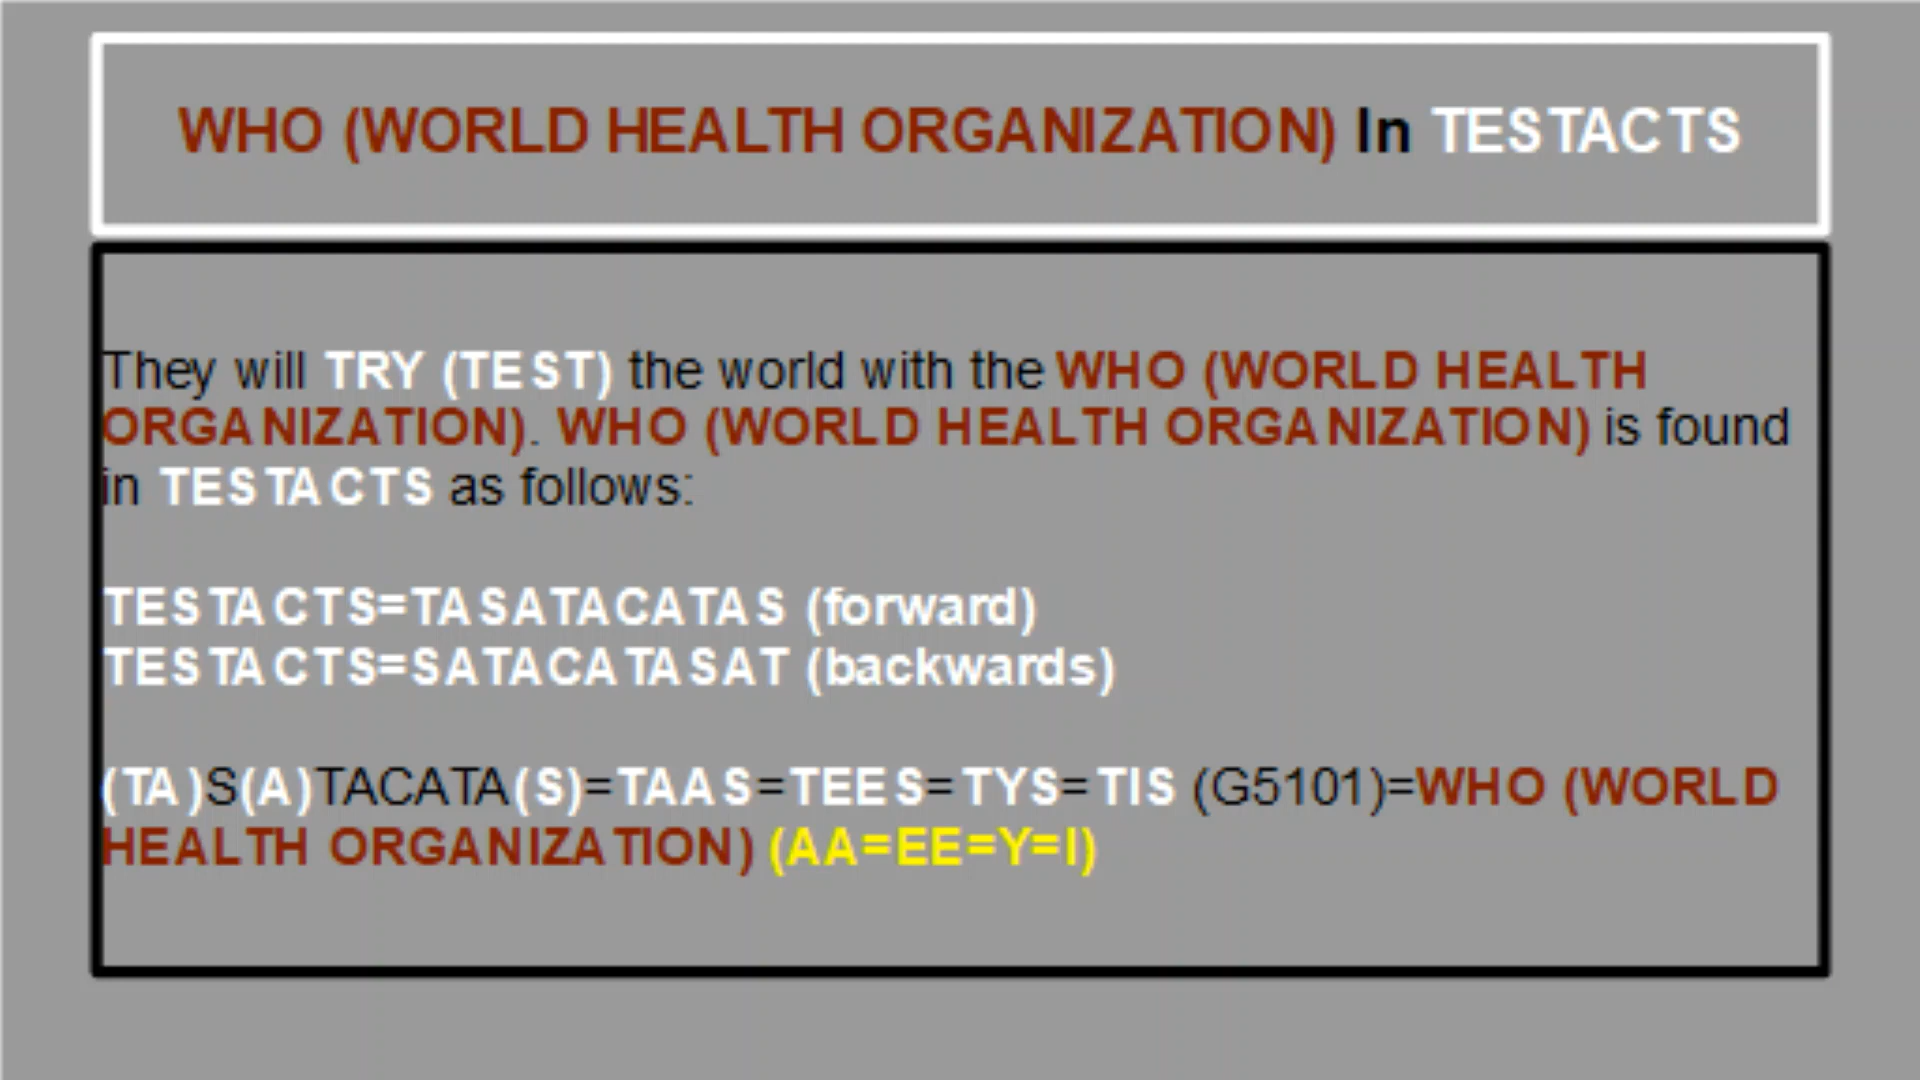 WHO (WORLD HEALTH ORGANIZATION) In TESTACTS
They will TRY (TEST) the world with the WHO (WORLD HEALTH
ORGANIZATION). WHO (WORLD HEALTH ORGANIZATION) is found
in TESTACTS as follows:
TESTACTS=TASATACATAS (forward)
TESTACTS=SATACATASAT (backwards)
(TA)S(A)TACATA(S)=TAAS=TEES=TYS=TIS (G5101)=WHO (WORLD
HEALTH ORGANIZATION) (AA=EE=Y=I)